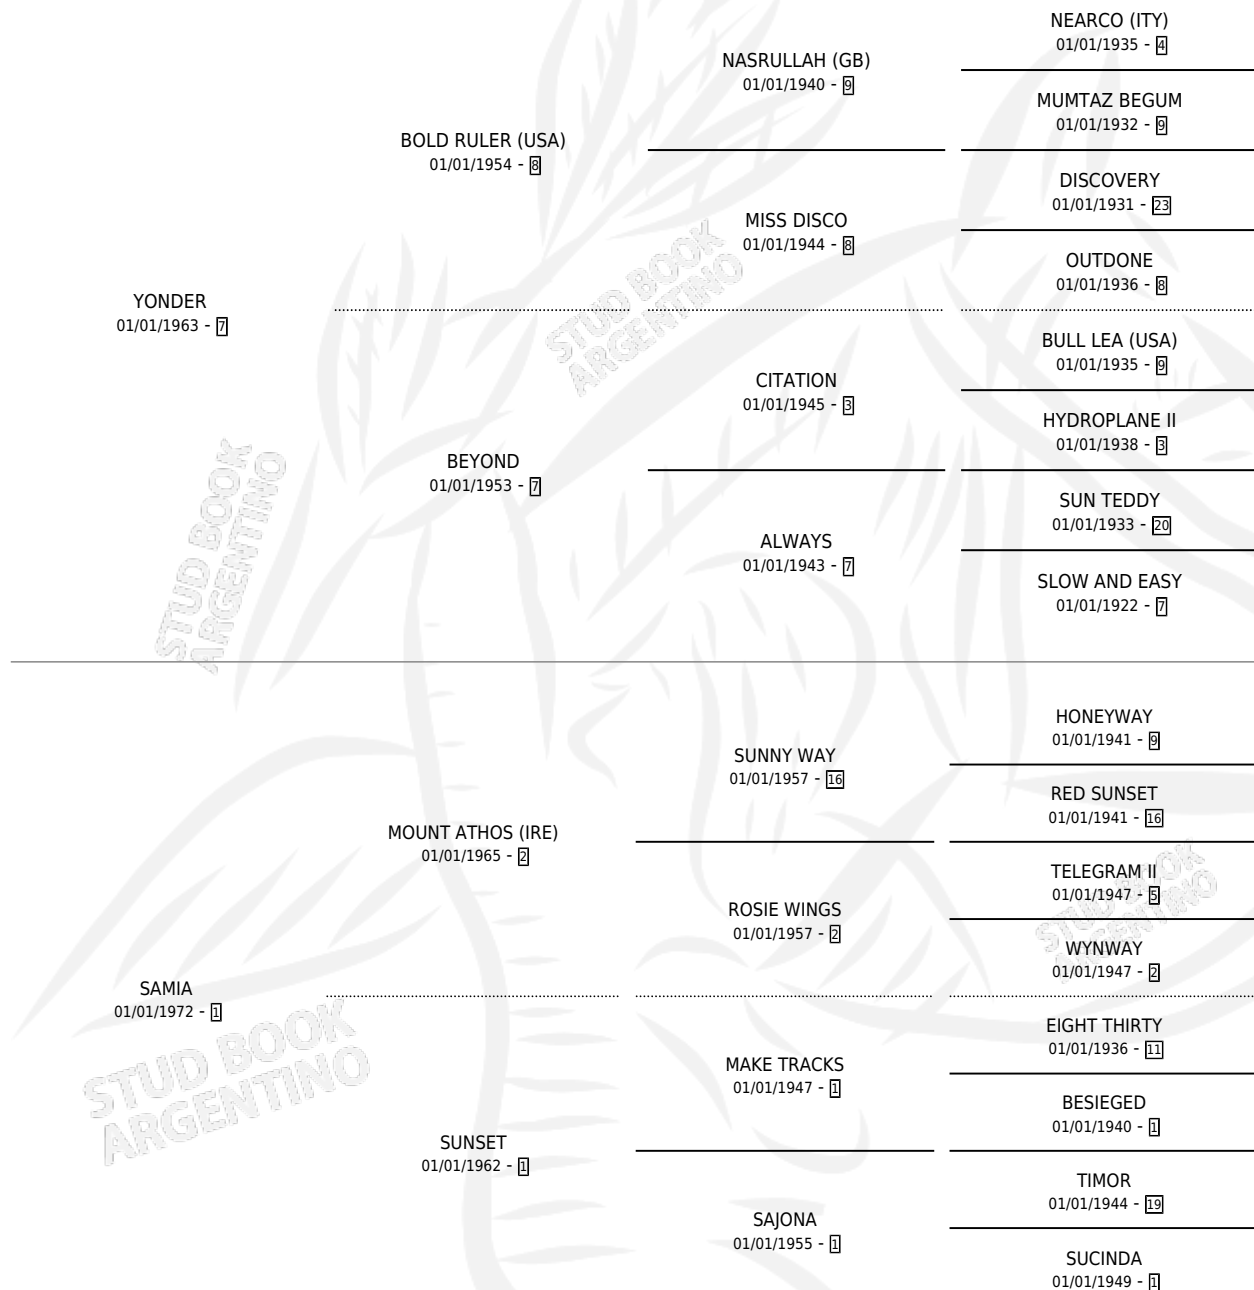 NEARCO (ITY)
01/01/1935 - 4
NASRULLAH (GB)
01/01/1940 - 9
MUMTAZ BEGUM
01/01/1932 - 9
BOLD RULER (USA)
01/01/1954 - 8
DISCOVERY
01/01/1931 - 23
MISS DISCO
01/01/1944 - 8
OUTDONE
01/01/1936 - 8
YONDER
01/01/1963 - 7
BULL LEA (USA)
01/01/1935 - 9
CITATION
01/01/1945 - 3
HYDROPLANE II
01/01/1938 - 3
BEYOND
01/01/1953 - 7
SUN TEDDY
01/01/1933 - 20
ALWAYS
01/01/1943 - 7
SLOW AND EASY
01/01/1922 - 7
HONEYWAY
01/01/1941 - 9
SUNNY WAY
01/01/1957 - 16
RED SUNSET
01/01/1941 - 16
MOUNT ATHOS (IRE)
01/01/1965 - 2
TELEGRAM II
01/01/1947 - 5
ROSIE WINGS
01/01/1957 - 2
WYNWAY
01/01/1947 - 2
SAMIA
01/01/1972 - 1
EIGHT THIRTY
01/01/1936 - 11
MAKE TRACKS
01/01/1947 - 1
BESIEGED
01/01/1940 - 1
SUNSET
01/01/1962 - 1
TIMOR
01/01/1944 - 19
SAJONA
01/01/1955 - 1
SUCINDA
01/01/1949 - 1
STUD BOOK
ARGENTINO
STUD BOOK
ARGENTINO
STUD BOOK
ARGENTINO
STUD BOOK
ARGENTINO